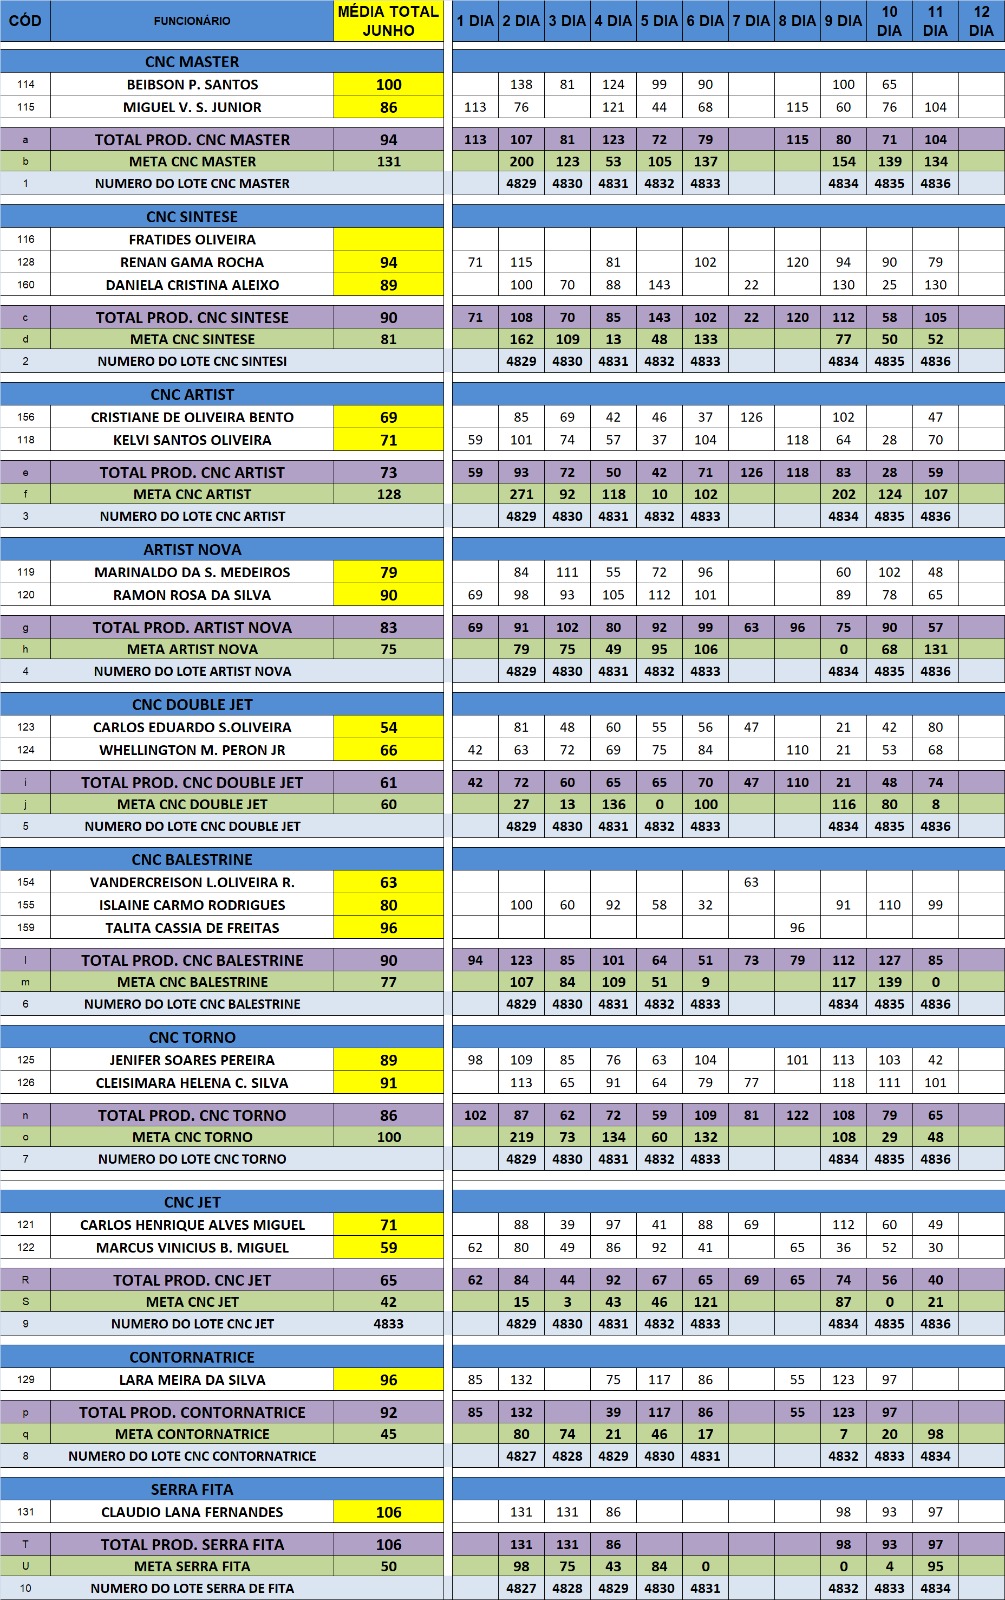 CÓD FUNCIONÁRIO MÉDIA TOTAL JUNHO 1 DIA 2 DIA 3 DIA 4 DIA 5 DIA 6 DIA 7 DIA 8 DIA 9 DIA 10 DIA 11 DIA 12 DIA
CNC MASTER
114 BEIBSON P. SANTOS 100 138 81 124 99 90 100 65
115 MIGUEL V. S. JUNIOR 86 113 76 121 44 68 115 60 76 104
a TOTAL PROD. CNC MASTER 94 113 107 81 123 72 79 115 80 71 104
b META CNC MASTER 131 200 123 53 105 137 154 139 134
1 NUMERO DO LOTE CNC MASTER 4829 4830 4831 4832 4833 4834 4835 4836
CNC SINTESE
116 FRATIDES OLIVEIRA
128 RENAN GAMA ROCHA 94 71 115 81 102 120 94 90 79
160 DANIELA CRISTINA ALEIXO 89 100 70 88 143 22 130 25 130
c TOTAL PROD. CNC SINTESE 90 71 108 70 85 143 102 22 120 112 58 105
d META CNC SINTESE 81 162 109 13 48 133 77 50 52
2 NUMERO DO LOTE CNC SINTESI 4829 4830 4831 4832 4833 4834 4835 4836
CNC ARTIST
156 CRISTIANE DE OLIVEIRA BENTO 69 85 69 42 46 37 126 102 47
118 KELVI SANTOS OLIVEIRA 71 59 101 74 57 37 104 118 64 28 70
e TOTAL PROD. CNC ARTIST 73 59 93 72 50 42 71 126 118 83 28 59
f META CNC ARTIST 128 271 92 118 10 102 202 124 107
3 NUMERO DO LOTE CNC ARTIST 4829 4830 4831 4832 4833 4834 4835 4836
ARTIST NOVA
119 MARINALDO DA S. MEDEIROS 79 84 111 55 72 96 60 102 48
120 RAMON ROSA DA SILVA 90 69 98 93 105 112 101 89 78 65
g TOTAL PROD. ARTIST NOVA 83 69 91 102 80 92 99 63 96 75 90 57
h META ARTIST NOVA 75 79 75 49 95 106 0 68 131
4 NUMERO DO LOTE ARTIST NOVA 4829 4830 4831 4832 4833 4834 4835 4836
CNC DOUBLE JET
123 CARLOS EDUARDO S.OLIVEIRA 54 81 48 60 55 56 47 21 42 80
124 WHELLINGTON M. PERON JR 66 42 63 72 69 75 84 110 21 53 68
i TOTAL PROD. CNC DOUBLE JET 61 42 72 60 65 65 70 47 110 21 48 74
j META CNC DOUBLE JET 60 27 13 136 0 100 116 80 8
5 NUMERO DO LOTE CNC DOUBLE JET 4829 4830 4831 4832 4833 4834 4835 4836
CNC BALESTRINE
154 VANDERCREISON L.OLIVEIRA R. 63 63
155 ISLAINE CARMO RODRIGUES 80 100 60 92 58 32 91 110 99
159 TALITA CASSIA DE FREITAS 96 96
l TOTAL PROD. CNC BALESTRINE 90 94 123 85 101 64 51 73 79 112 127 85
m META CNC BALESTRINE 77 107 84 109 51 9 117 139 0
6 NUMERO DO LOTE CNC BALESTRINE 4829 4830 4831 4832 4833 4834 4835 4836
CNC TORNO
125 JENIFER SOARES PEREIRA 89 98 109 85 76 63 104 101 113 103 42
126 CLEISIMARA HELENA C. SILVA 91 113 65 91 64 79 77 118 111 101
n TOTAL PROD. CNC TORNO 86 102 87 62 72 59 109 81 122 108 79 65
o META CNC TORNO 100 219 73 134 60 132 108 29 48
7 NUMERO DO LOTE CNC TORNO 4829 4830 4831 4832 4833 4834 4835 4836
CNC JET
121 CARLOS HENRIQUE ALVES MIGUEL 71 88 39 97 41 88 69 112 60 49
122 MARCUS VINICIUS B. MIGUEL 59 62 80 49 86 92 41 65 36 52 30
R TOTAL PROD. CNC JET 65 62 84 44 92 67 65 69 65 74 56 40
S META CNC JET 42 15 3 43 46 121 87 0 21
9 NUMERO DO LOTE CNC JET 4833 4829 4830 4831 4832 4833 4834 4835 4836
CONTORNATRICE
129 LARA MEIRA DA SILVA 96 85 132 75 117 86 55 123 97
p TOTAL PROD. CONTORNATRICE 92 85 132 39 117 86 55 123 97
q META CONTORNATRICE 45 80 74 21 46 17 7 20 98
8 NUMERO DO LOTE CNC CONTORNATRICE 4827 4828 4829 4830 4831 4832 4833 4834
SERRA FITA
131 CLAUDIO LANA FERNANDES 106 131 131 86 98 93 97
T TOTAL PROD. SERRA FITA 106 131 131 86 98 93 97
U META SERRA FITA 50 98 75 43 84 0 0 4 95
10 NUMERO DO LOTE SERRA DE FITA 4827 4828 4829 4830 4831 4832 4833 4834